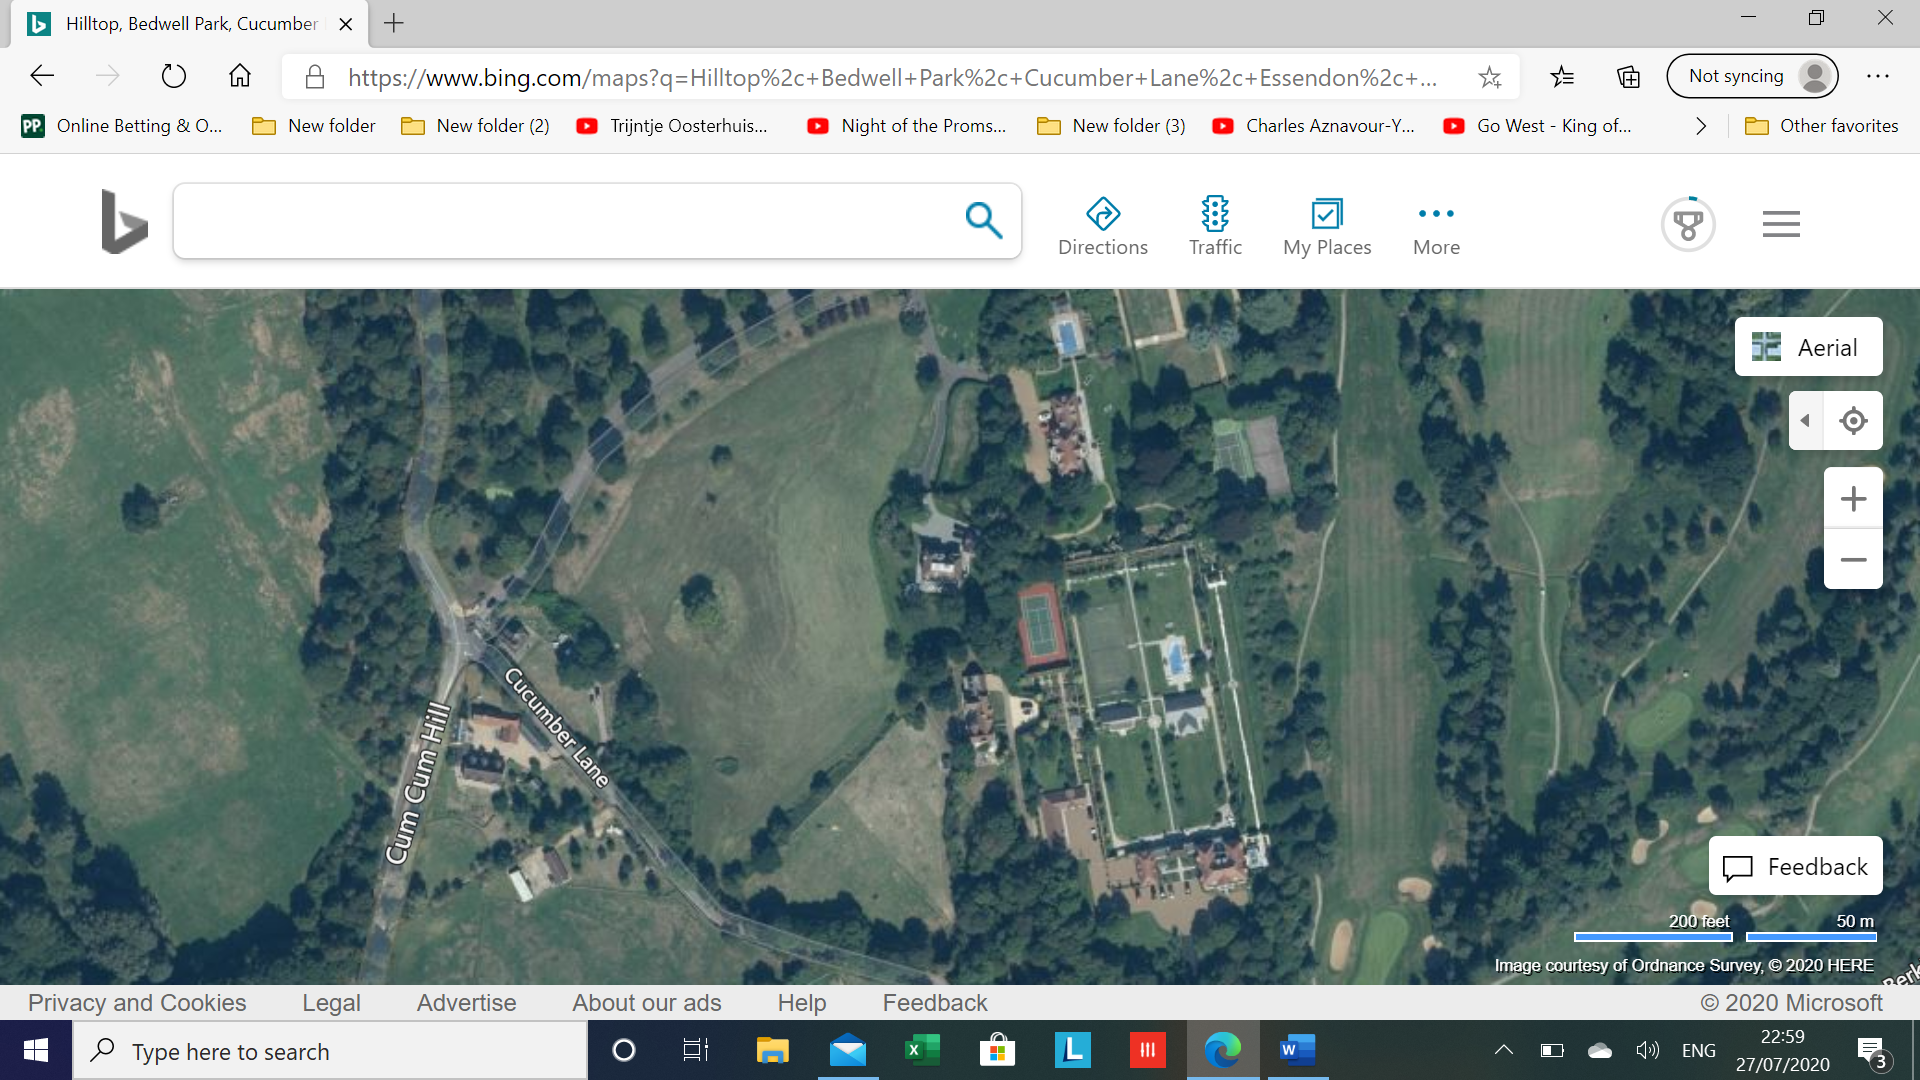 Hilltop, Bedwell Park, Cucumber
https://www.bing.com/maps?q=Hilltop%2c+Bedwell+Park%2c+Cucumber+Lane%2c+Essendon%2c+...
Not syncing
PP. Online Betting & O...
New folder
New folder (2)
Trijntje Oosterhuis...
Night of the Proms...
New folder (3)
Charles Aznavour-Y...
Go West - King of...
Other favorites
Directions
Traffic
My Places
More
Aerial
Cucumber Lane
Cum Cum Hill
Feedback
200 feet
50 m
Image courtesy of Ordnance Survey, © 2020 HERE
Berk
Privacy and Cookies
Legal
Advertise
About our ads
Help
Feedback
© 2020 Microsoft
Type here to search
X
L
W
ENG
22:59
27/07/2020
3